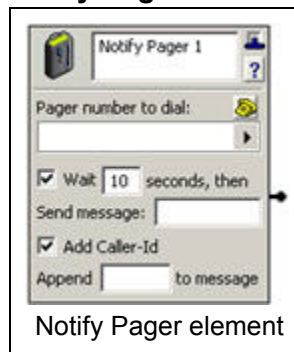 Notify Pager 1
?
Pager number to dial:
Wait 10 seconds, then
Send message:
Add Caller-Id
Append to message
Notify Pager element